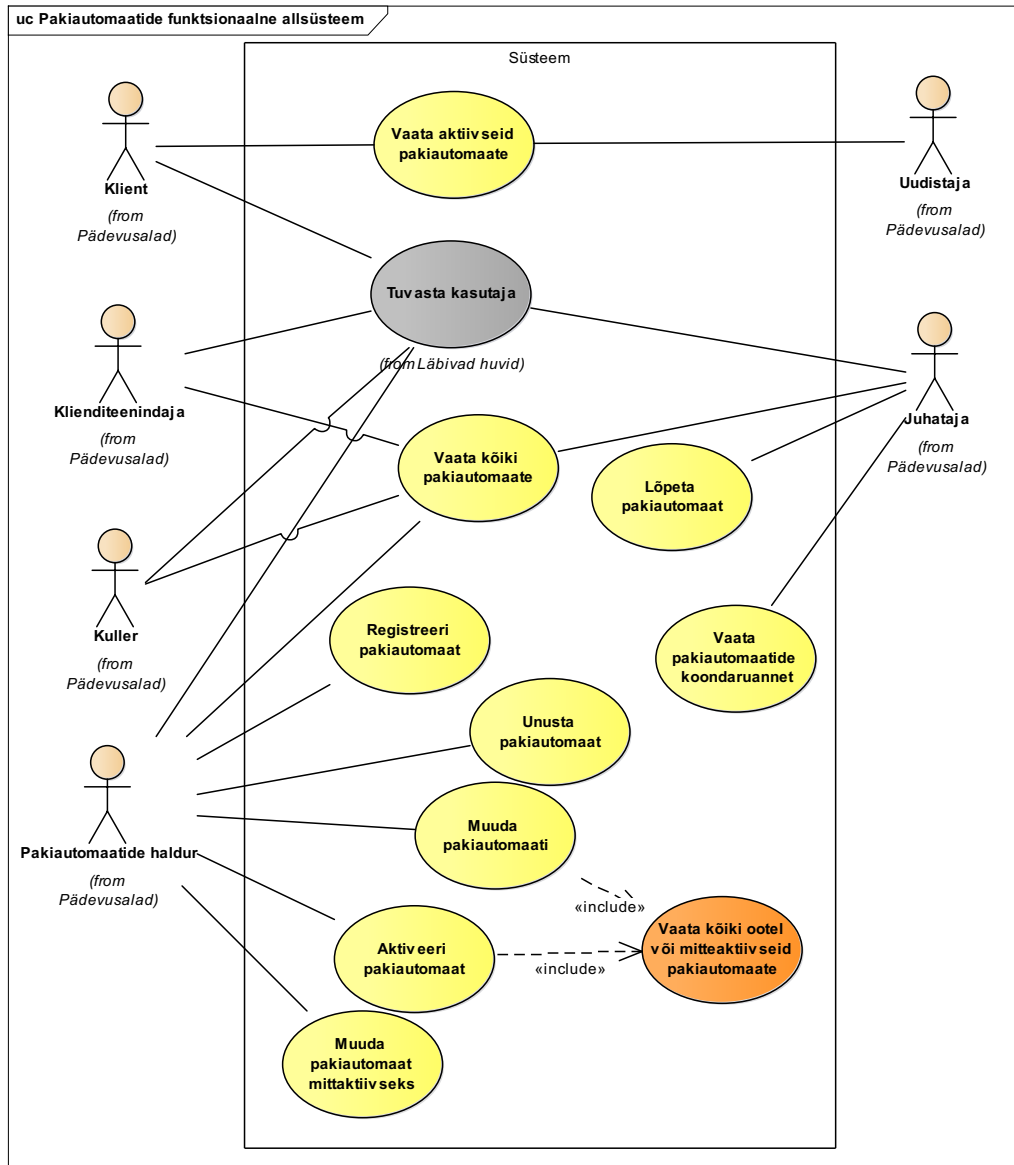 uc Pakiautomaatide funktsionaalne allsüsteem
Süsteem
Vaata aktiivseid
pakiautomaate
Klient
(from
Pädevusalad)
Uudistaja
(from
Pädevusalad)
Tuvasta kasutaja
(from Läbivad huvid)
Klienditeenindaja
(from
Pädevusalad)
Juhataja
(from
Pädevusalad)
Vaata kõiki
pakiautomaate
Lõpeta
pakiautomaat
Kuller
(from
Pädevusalad)
Registreeri
pakiautomaat
Vaata
pakiautomaatide
koondaruannet
Unusta
pakiautomaat
Muuda
pakiautomaati
Pakiautomaatide haldur
(from
Pädevusalad)
«include»
Vaata kõiki ootel
või mitteaktiivseid
pakiautomaate
Aktiveeri
pakiautomaat
«include»
Muuda
pakiautomaat
mittaktiivseks